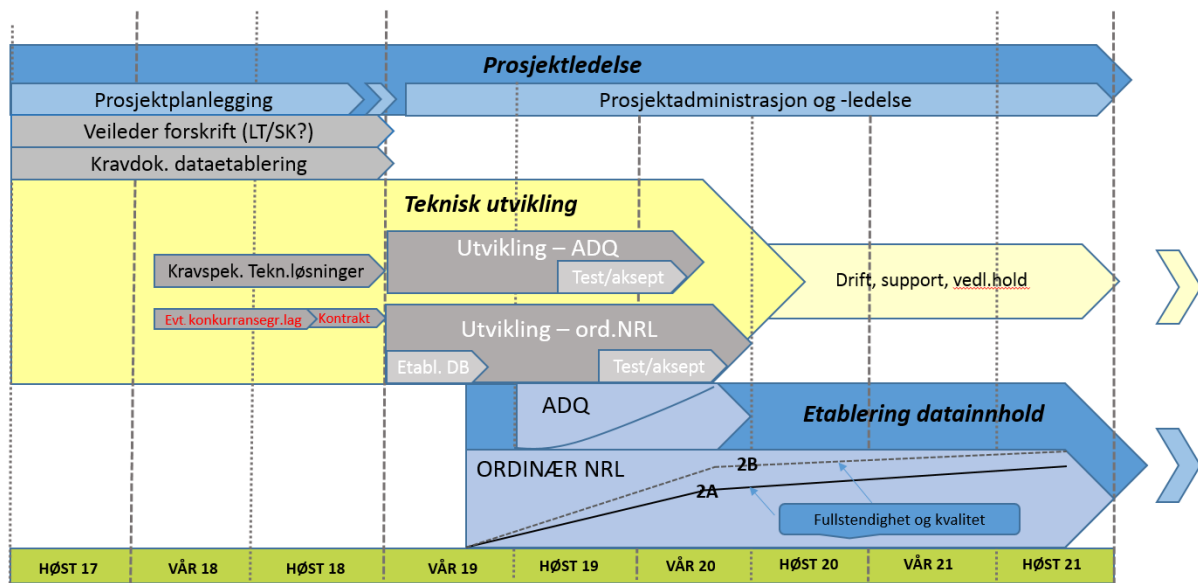 Prosjektledelse
Prosjektplanlegging
Prosjektadministrasjon og -ledelse
Veileder forskrift (LT/SK?)
Kravdok. dataetablering
Teknisk utvikling
Utvikling – ADQ
Kravspek. Tekn.løsninger
Test/aksept
Drift, support, vedl.hold
Evt. konkurransegr.lag
Kontrakt
Utvikling – ord.NRL
Etabl. DB
Test/aksept
ADQ
Etablering datainnhold
ORDINÆR NRL
2B
2A
Fullstendighet og kvalitet
HØST 17
VÅR 18
HØST 18
VÅR 19
HØST 19
VÅR 20
HØST 20
VÅR 21
HØST 21